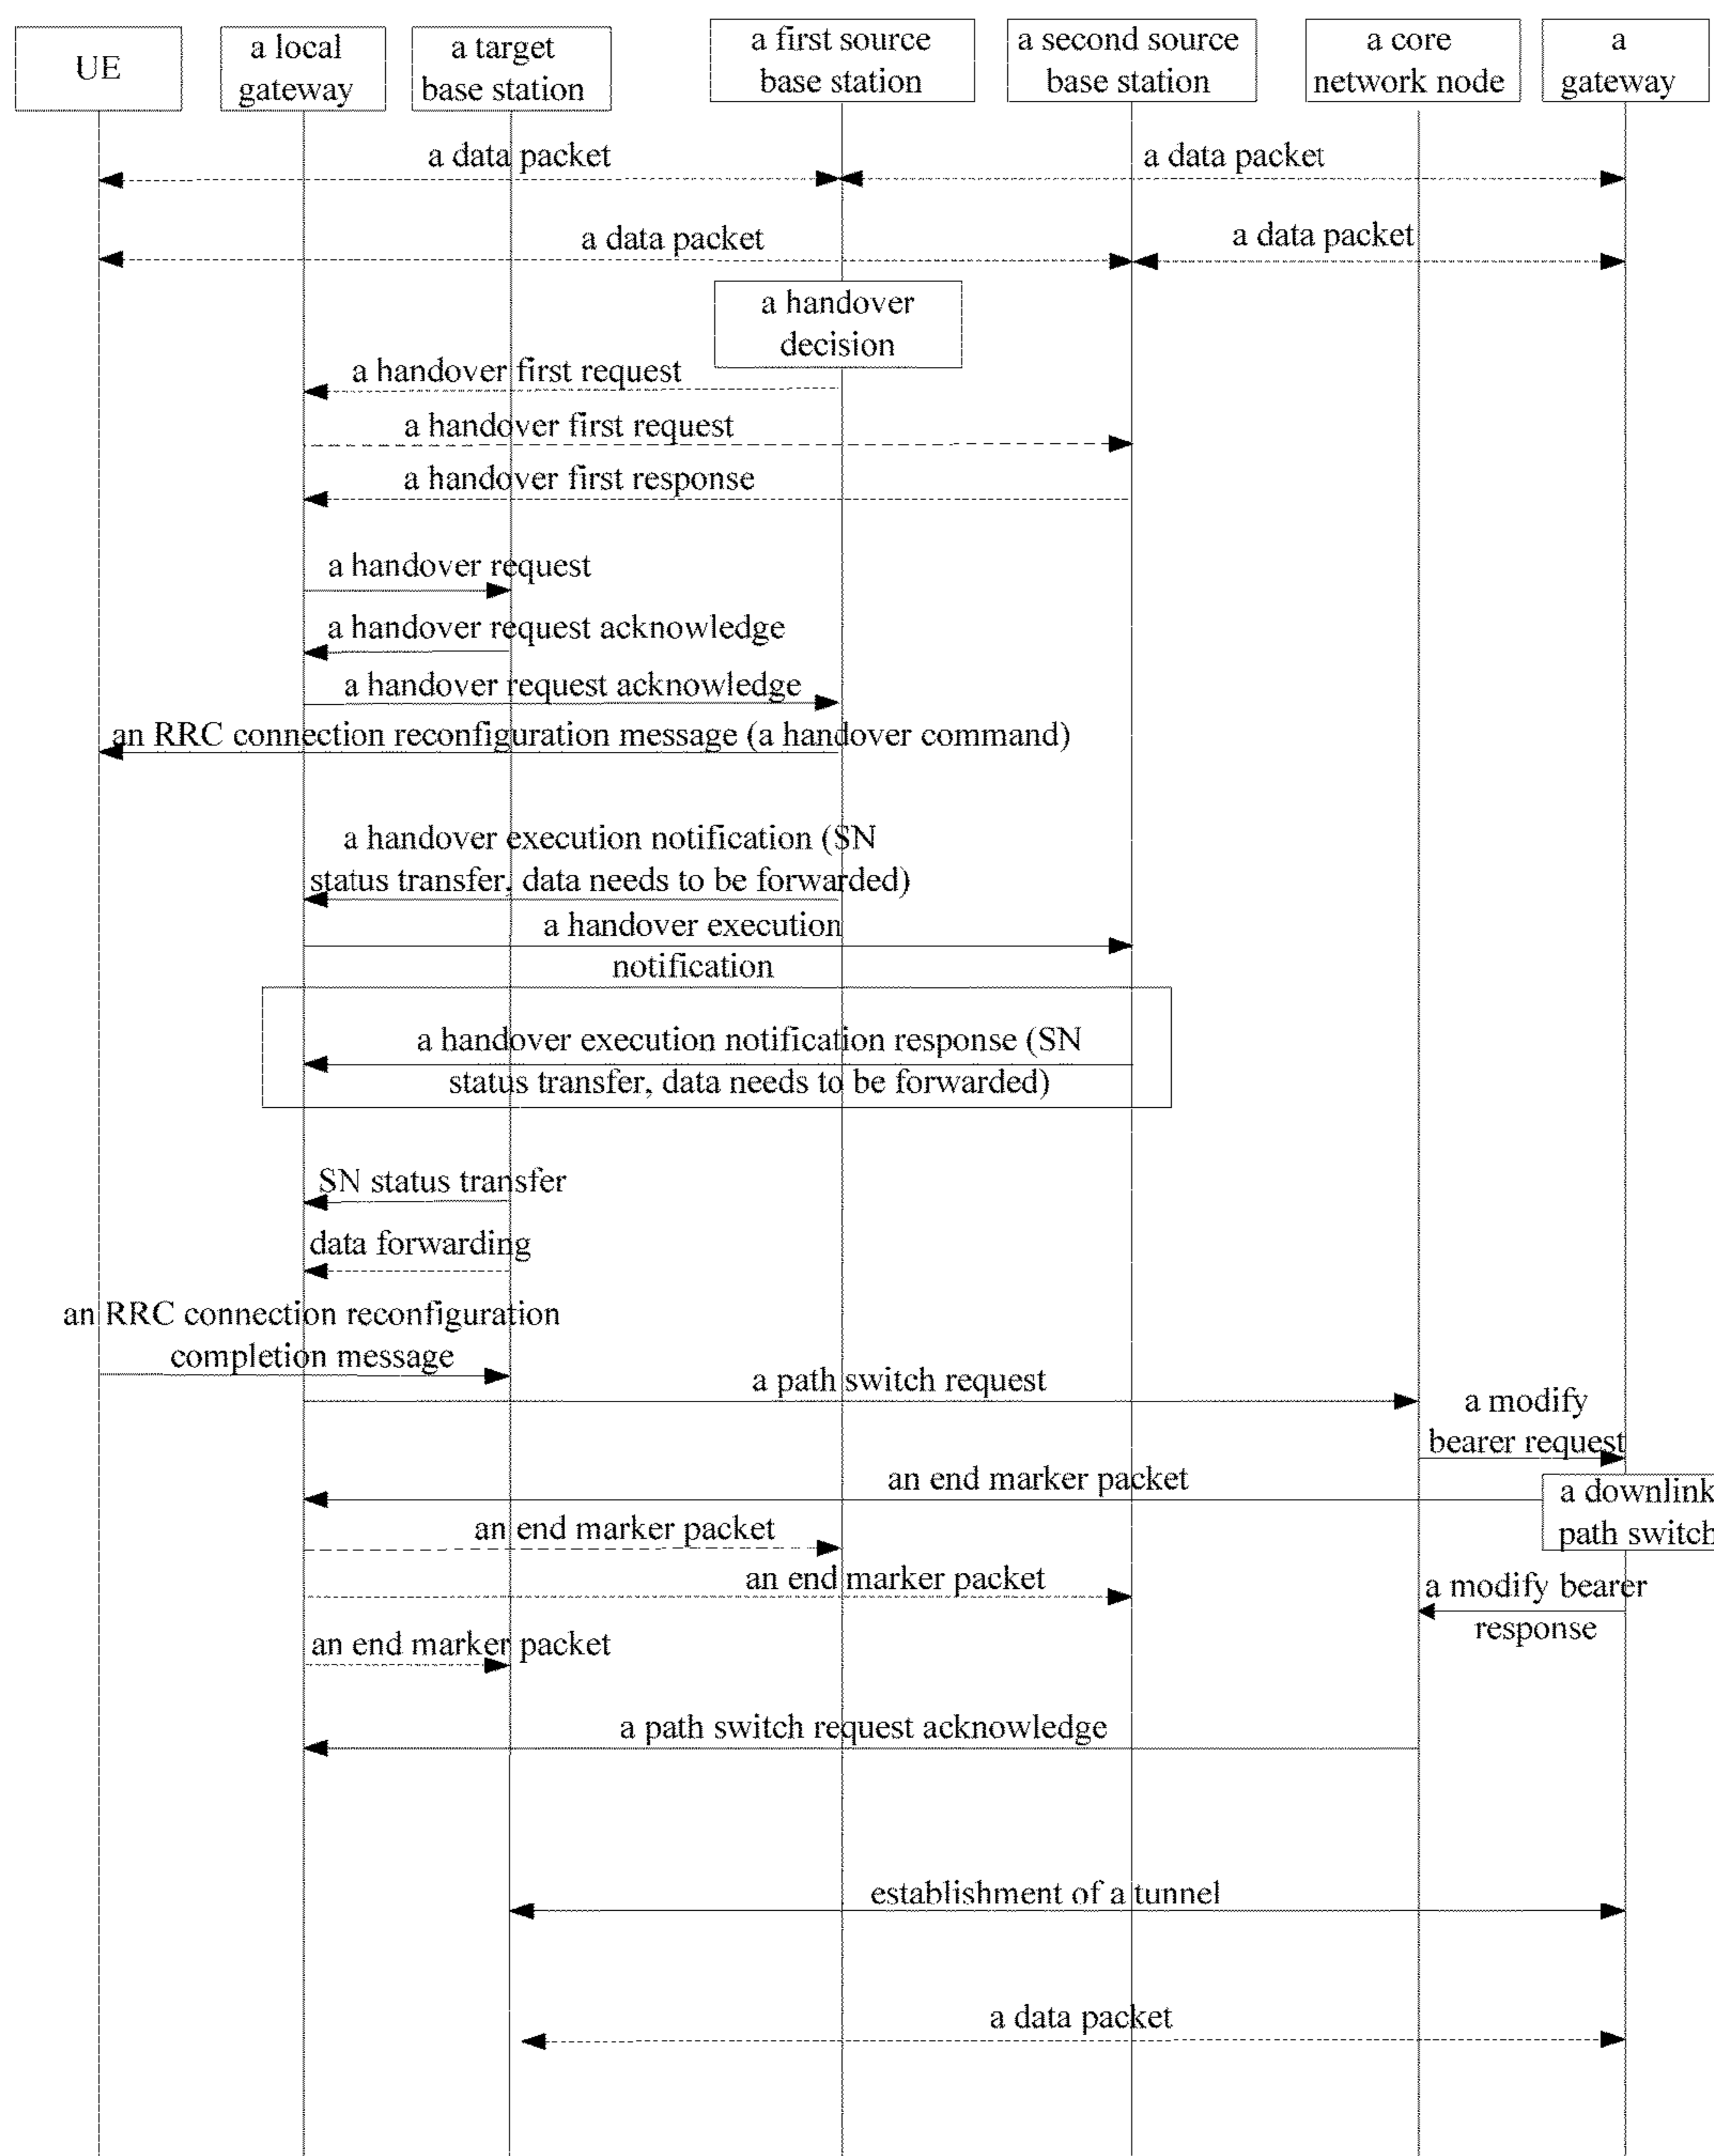 UE
a local
gateway
a target
base station
a first source
base station
a second source
base station
a core
network node
a
gateway
a data packet
a data packet
a data packet
a data packet
a handover
decision
a handover first request
a handover first request
a handover first response
a handover request
a handover request acknowledge
a handover request acknowledge
an RRC connection reconfiguration message (a handover command)
a handover execution notification (SN
status transfer, data needs to be forwarded)
a handover execution
notification
a handover execution notification response (SN
status transfer, data needs to be forwarded)
SN status transfer
data forwarding
an RRC connection reconfiguration
completion message
a path switch request
a modify
bearer request
an end marker packet
a downlink
path switch
an end marker packet
an end marker packet
a modify bearer
response
an end marker packet
a path switch request acknowledge
establishment of a tunnel
a data packet